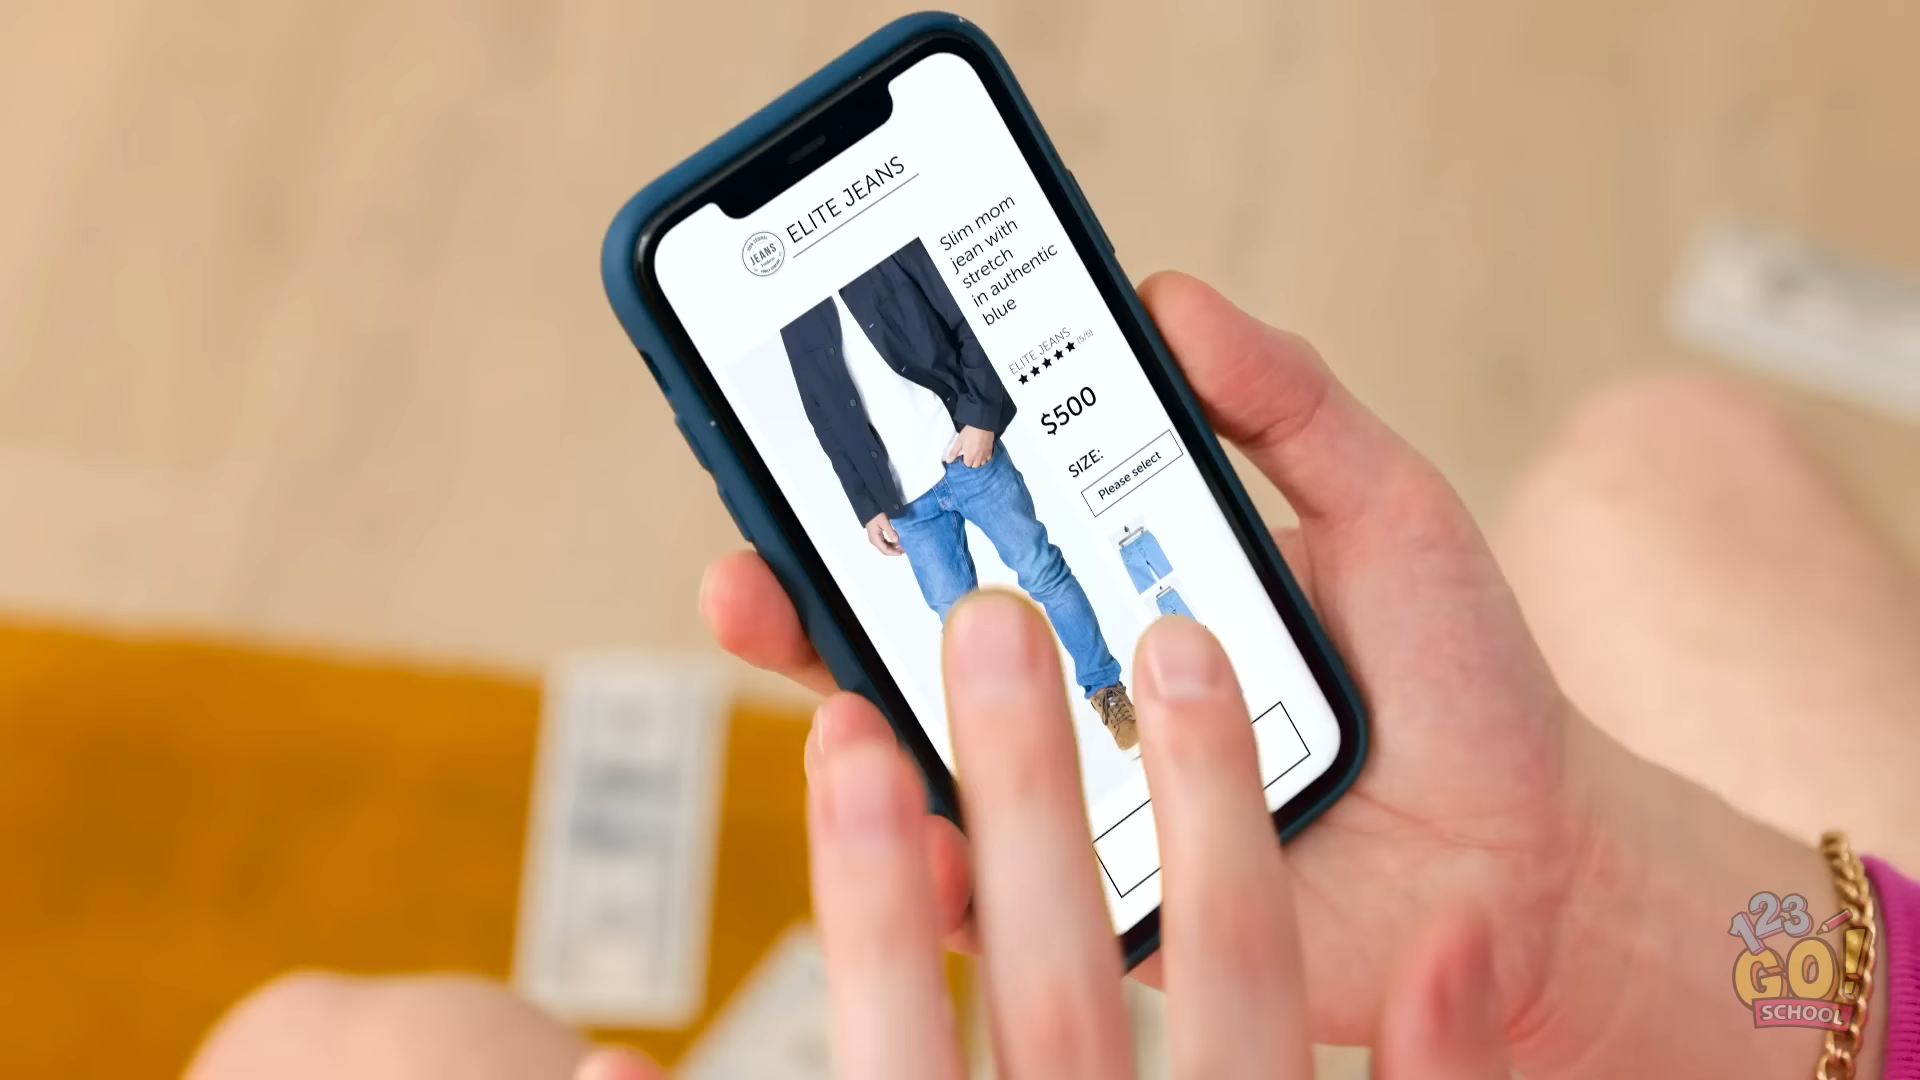 ELITE JEANS
JEANS
Slim mom
jean with
stretch
in authentic
blue
ELITE JEANS
(5/5)
$500
SIZE:
Please select
123
GO!
SCHOOL